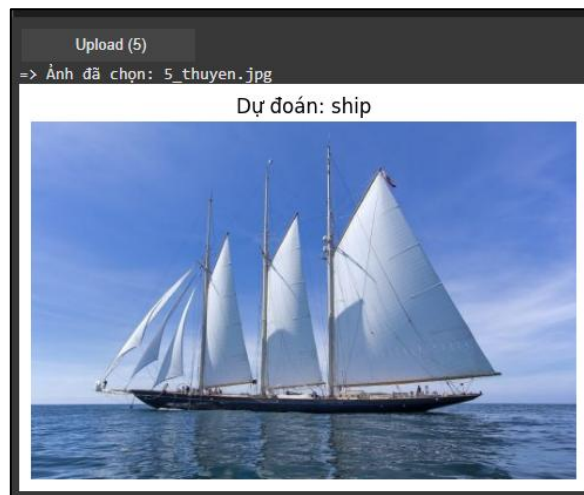 Upload (5)
=> Ảnh đã chọn: 5_thuyen.jpg
Dự đoán: ship